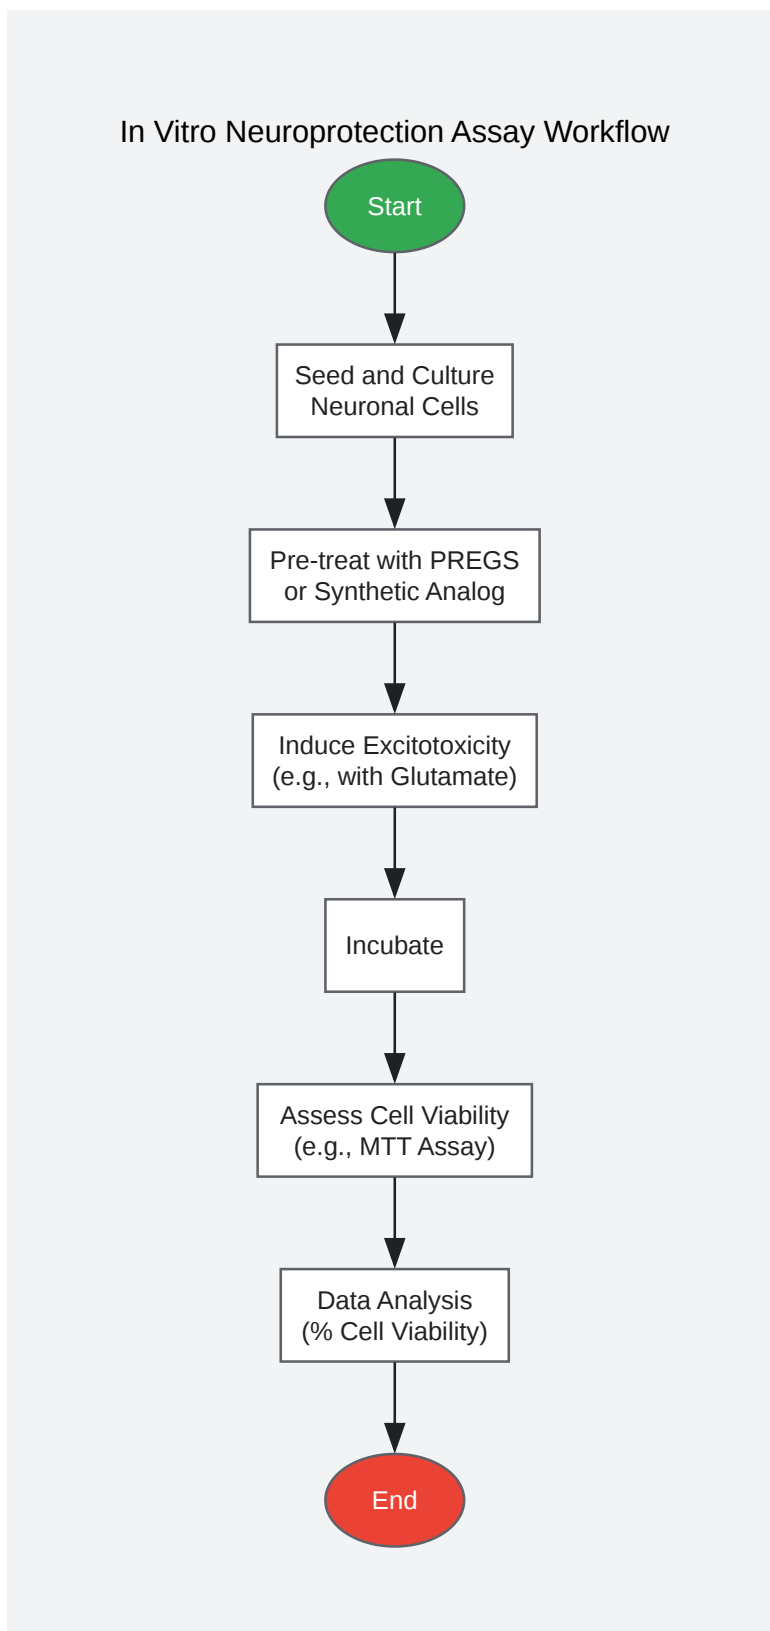 In Vitro Neuroprotection Assay Workflow
Start
Seed and Culture
Neuronal Cells
Pre-treat with PREGS
or Synthetic Analog
Induce Excitotoxicity
(e.g., with Glutamate)
Incubate
Assess Cell Viability
(e.g., MTT Assay)
Data Analysis
(% Cell Viability)
End